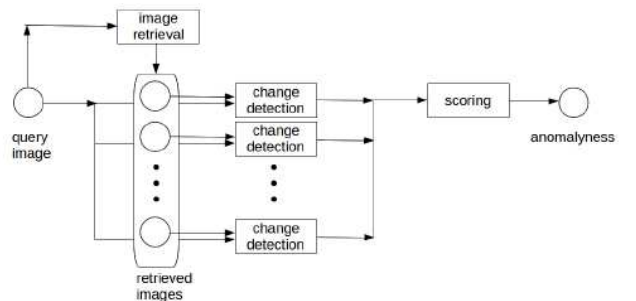 image
retrieval
query
image
change
detection
change
detection
change
detection
retrieved
images
scoring
anomalyness